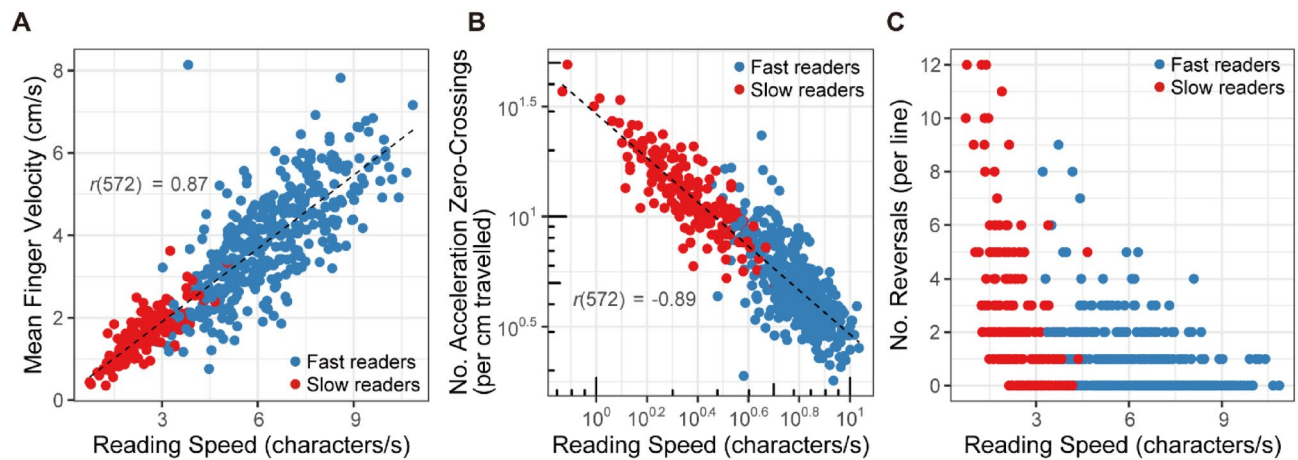 A
Mean Finger Velocity (cm/s)
8
6
4
2
0
r(572) = 0.87
Fast readers
Slow readers
3
6
9
Reading Speed (characters/s)
B
No. Acceleration Zero-Crossings
(per cm travelled)
10^1.5
10^1
10^0.5
Fast readers
Slow readers
r(572) = -0.89
10^0
10^0.2
10^0.4
10^0.6
10^0.8
10^1
Reading Speed (characters/s)
C
No. Reversals (per line)
12
10
8
6
4
2
0
Fast readers
Slow readers
3
6
9
Reading Speed (characters/s)